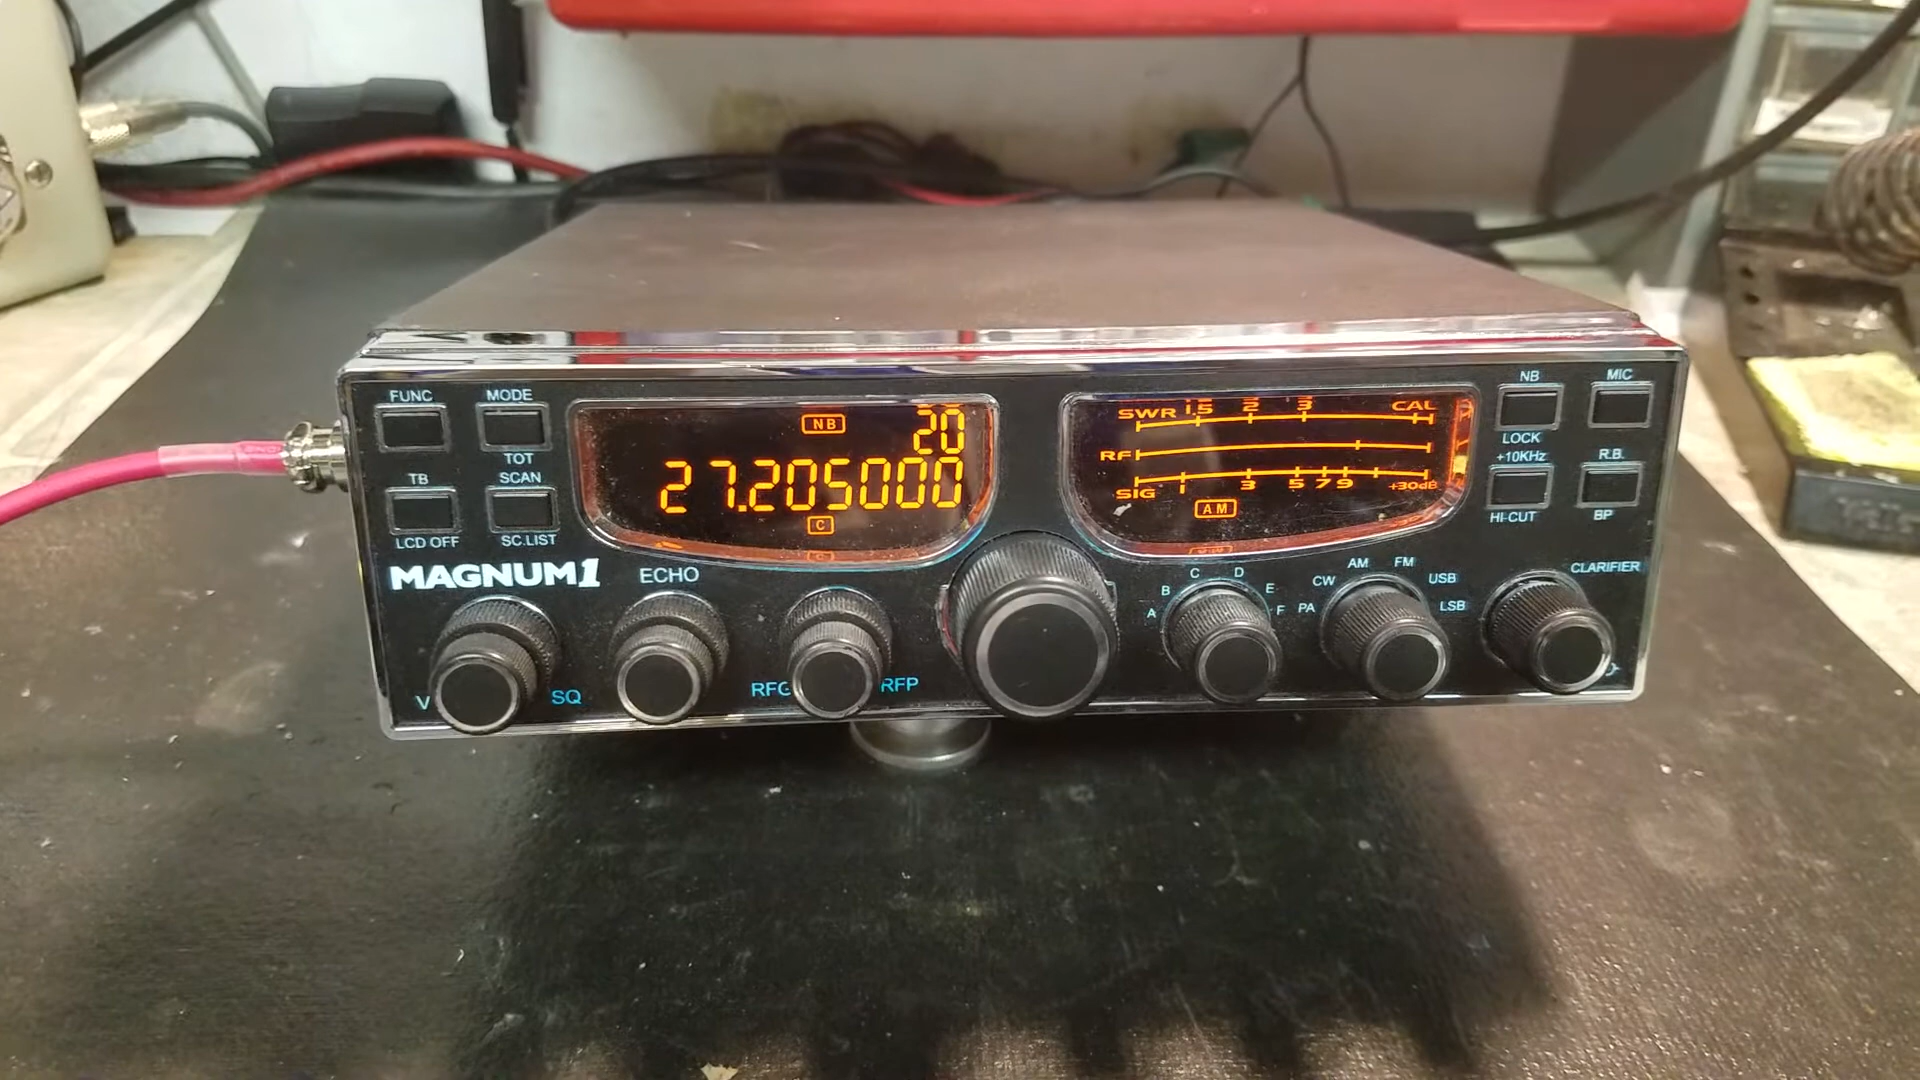 FUNC
MODE
TOT
TB
SCAN
LCD OFF
SC.LIST
NB
20
27.205000
C
SWR 1.5 2 3 CAL
RF
SIG 1 3 5 7 9 +30dB
AM
NB
MIC
LOCK
+10KHz
R.B.
HI-CUT
BP
MAGNUM1
ECHO
V
SQ
RFP
A B C D E F
PA CW AM FM USB LSB
CLARIFIER